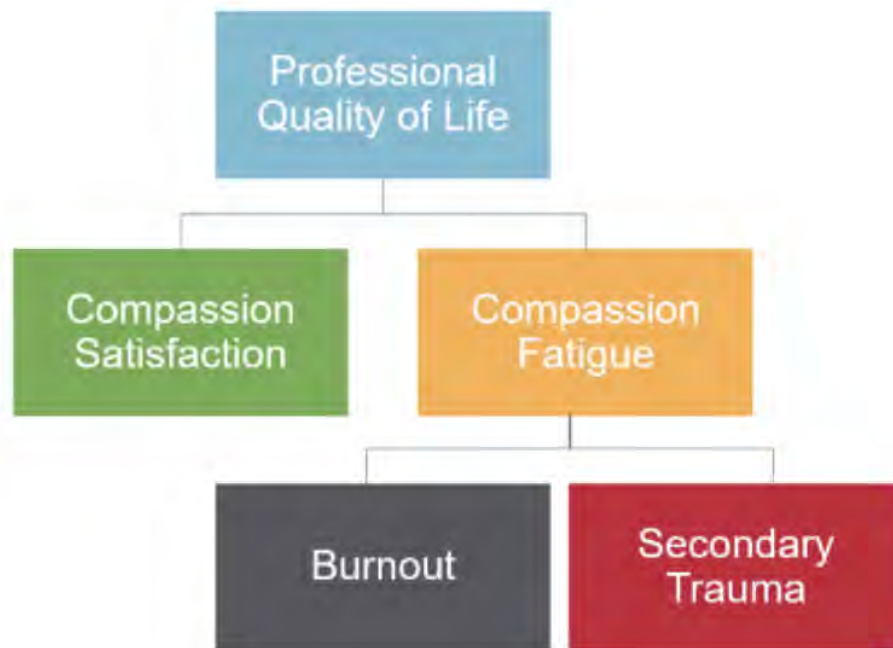 Professional
Quality of Life
Compassion
Satisfaction
Compassion
Fatigue
Burnout
Secondary
Trauma